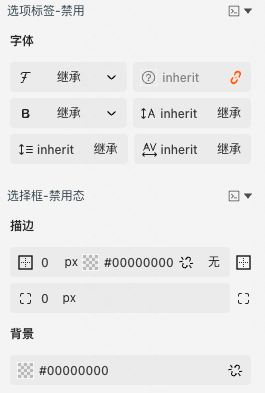 选项标签-禁用
字体
继承 inherit
B 继承 A inherit 继承
inherit 继承 AV inherit 继承
选择框-禁用态
描边
0 px #00000000 无
0 px
背景
#00000000